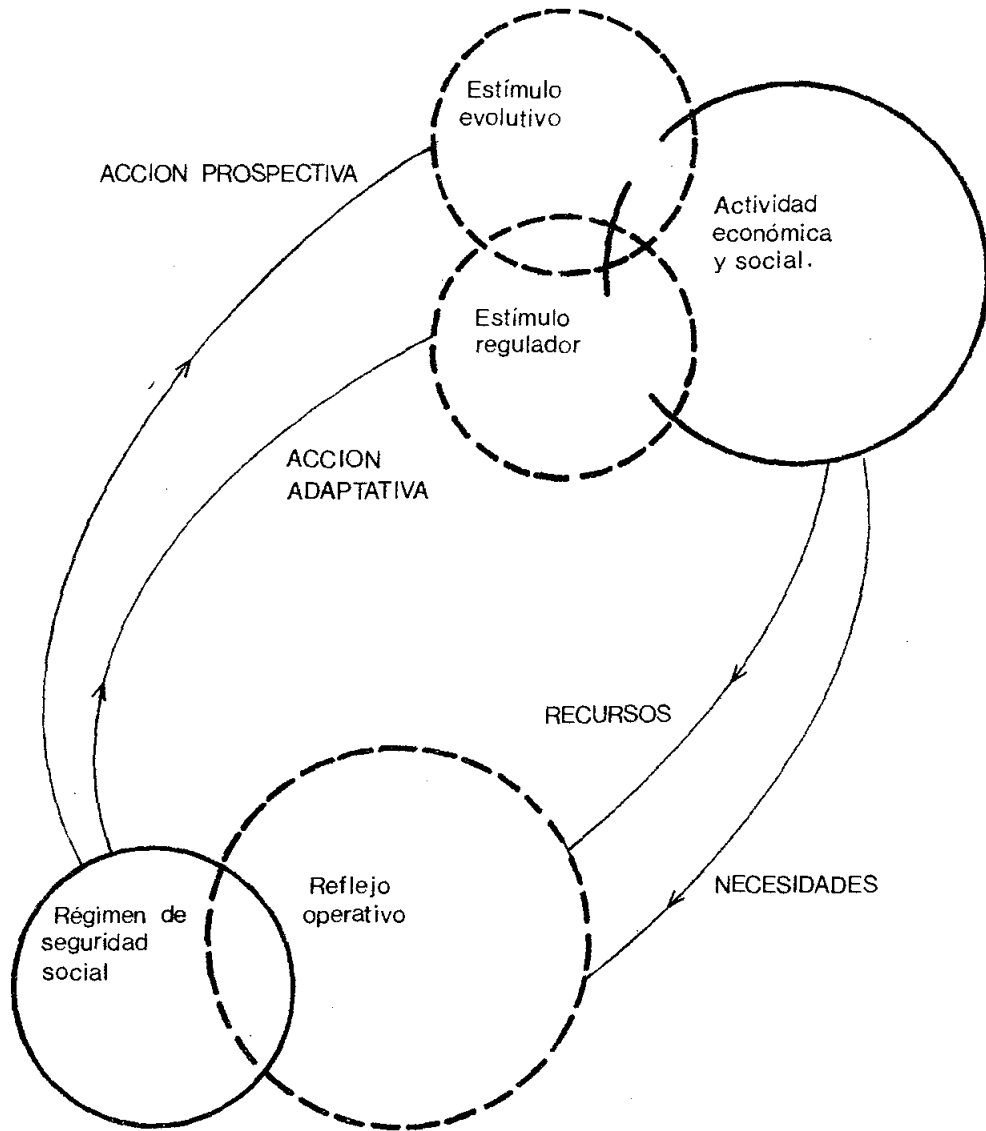 Estímulo
evolutivo
ACCION PROSPECTIVA
Actividad
económica
y social.
Estímulo
regulador
ACCION
ADAPTATIVA
RECURSOS
NECESIDADES
Reflejo
operativo
Régimen de
seguridad
social